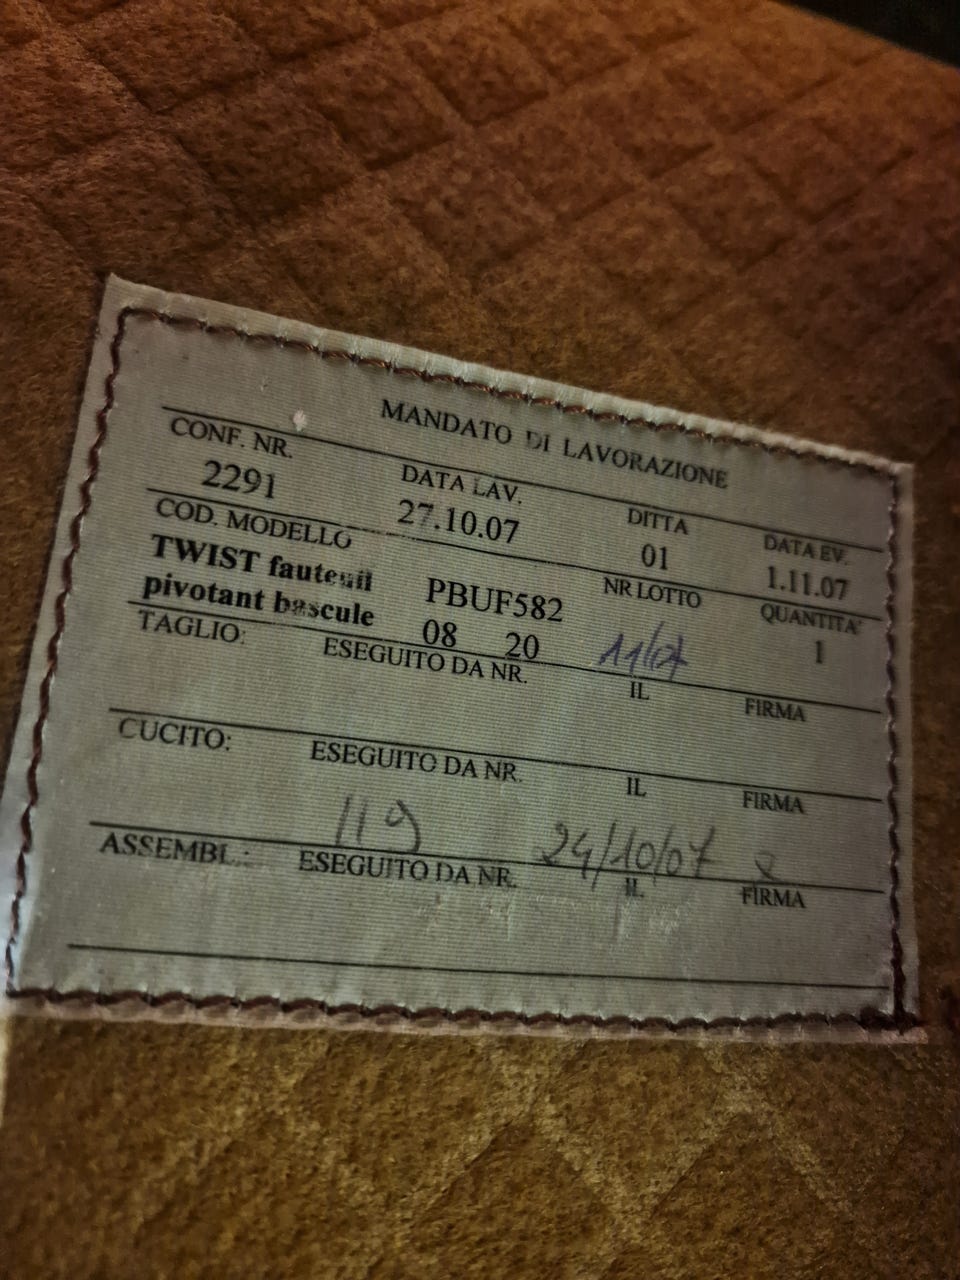 MANDATO DI LAVORAZIONE
CONF. NR. DATA LAV. DITTA DATA EV.
2291 27.10.07 01 1.11.07
COD. MODELLO NR LOTTO QUANTITA'
TWIST fauteuil PBUF582 11/07 1
pivotant bascule 08 20
TAGLIO: ESEGUITO DA NR. IL FIRMA
CUCITO: ESEGUITO DA NR. IL FIRMA
119 24/10/07
ASSEMBL.: ESEGUITO DA NR. IL FIRMA